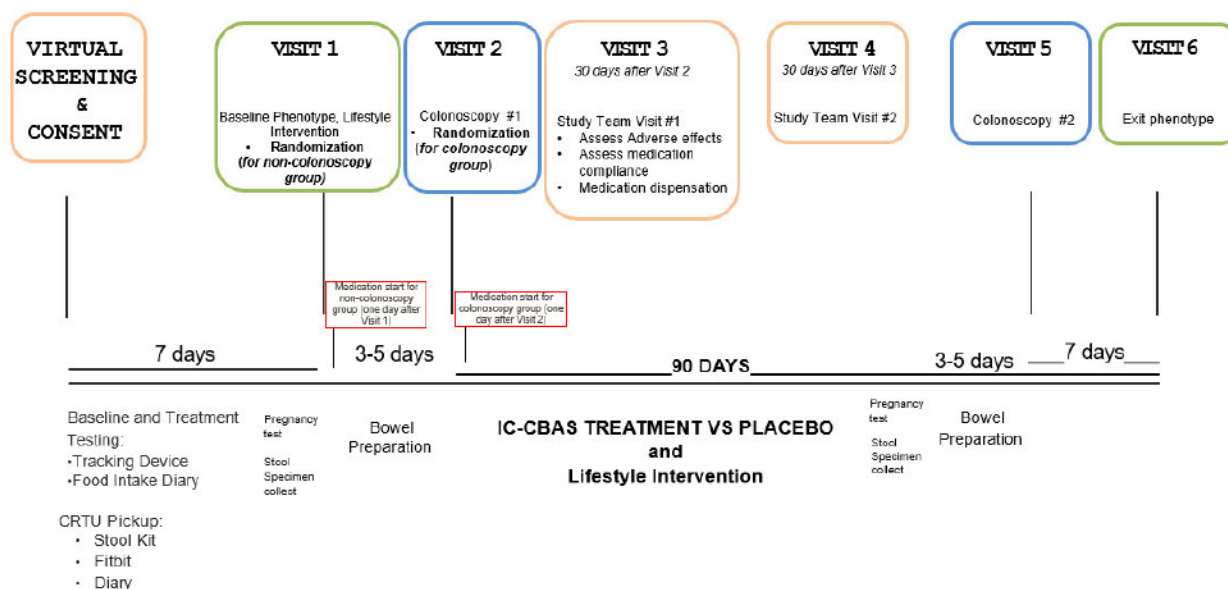 VIRTUAL
SCREENING
&
CONSENT
VISIT 1
Baseline Phenotype, Lifestyle
Intervention
• Randomization
(for non-colonoscopy
group)
VISIT 2
Colonoscopy #1
• Randomization
(for colonoscopy
group)
VISIT 3
30 days after Visit 2
Study Team Visit #1
• Assess Adverse effects
• Assess medication
compliance
• Medication dispensation
VISIT 4
30 days after Visit 3
Study Team Visit #2
VISIT 5
Colonoscopy #2
VISIT 6
Exit phenotype
Medication start for
non-colonoscopy
group (one day after
Visit 1)
Medication start for
colonoscopy group (one
day after Visit 2)
7 days
3-5 days
90 DAYS
3-5 days
7 days
Baseline and Treatment
Testing:
•Tracking Device
•Food Intake Diary
CRTU Pickup:
• Stool Kit
• Fitbit
• Diary
Pregnancy
test
Stool
Specimen
collect
Bowel
Preparation
IC-CBAS TREATMENT VS PLACEBO
and
Lifestyle Intervention
Pregnancy
test
Stool
Specimen
collect
Bowel
Preparation